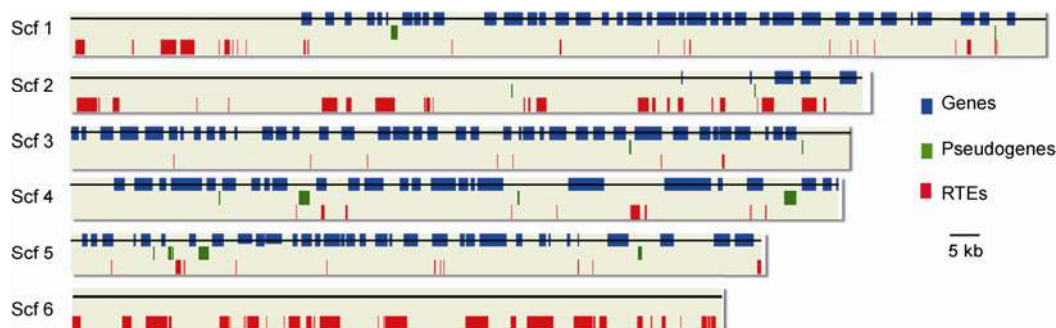 Scf 1
Scf 2
Scf 3
Scf 4
Scf 5
Scf 6
Genes
Pseudogenes
RTEs
5 kb